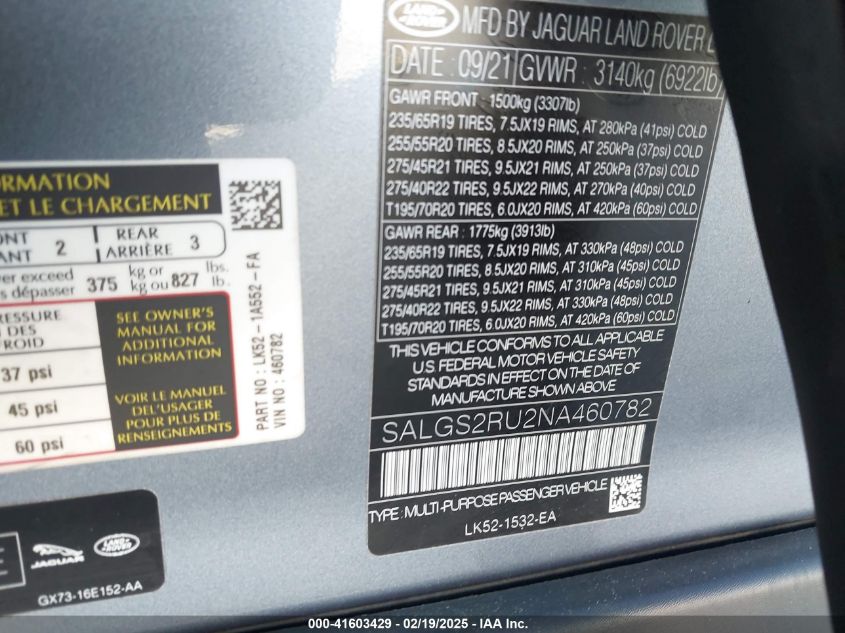 LAND ROVER
MFD BY JAGUAR LAND ROVER
DATE : 09/21 GVWR : 3140kg (6922lb)
GAWR FRONT : 1500kg (3307lb)
235/65R19 TIRES, 7.5JX19 RIMS, AT 280kPa (41psi) COLD
255/55R20 TIRES, 8.5JX20 RIMS, AT 250kPa (37psi) COLD
275/45R21 TIRES, 9.5JX21 RIMS, AT 250kPa (37psi) COLD
275/40R22 TIRES, 9.5JX22 RIMS, AT 270kPa (40psi) COLD
T195/70R20 TIRES, 6.0JX20 RIMS, AT 420kPa (60psi) COLD
GAWR REAR : 1775kg (3913lb)
235/65R19 TIRES, 7.5JX19 RIMS, AT 330kPa (48psi) COLD
255/55R20 TIRES, 8.5JX20 RIMS, AT 310kPa (45psi) COLD
275/45R21 TIRES, 9.5JX21 RIMS, AT 310kPa (45psi) COLD
275/40R22 TIRES, 9.5JX22 RIMS, AT 330kPa (48psi) COLD
T195/70R20 TIRES, 6.0JX20 RIMS, AT 420kPa (60psi) COLD
THIS VEHICLE CONFORMS TO ALL APPLICABLE
U.S. FEDERAL MOTOR VEHICLE SAFETY
STANDARDS IN EFFECT ON THE DATE OF
MANUFACTURE SHOWN ABOVE
SALGS2RU2NA460782
TYPE : MULTI-PURPOSE PASSENGER VEHICLE
LK52-1532-EA
ORMATION
ET LE CHARGEMENT
ONT
ANT 2
REAR
ARRIÈRE 3
ver exceed
s dépasser 375 kg or
kg ou 827 lbs.
lb.
RESSURE
DES
ROID
37 psi
45 psi
60 psi
SEE OWNER'S
MANUAL FOR
ADDITIONAL
INFORMATION
VOIR LE MANUEL
DEL'USAGER
POUR PLUS DE
RENSEIGNEMENTS
PART NO : LK52-1A552-FA
VIN NO : 460782
E
JAGUAR
LAND ROVER
GX73-16E152-AA
000-41603429 - 02/19/2025 - IAAI.com